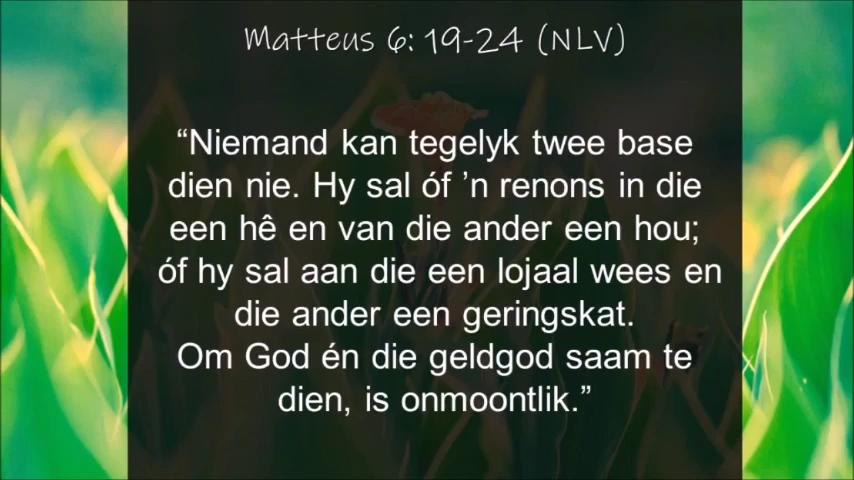 Matteus 6: 19-24 (NLV)
“Niemand kan tegelyk twee base
dien nie. Hy sal óf ’n renons in die
een hê en van die ander een hou;
óf hy sal aan die een lojaal wees en
die ander een geringskat.
Om God én die geldgod saam te
dien, is onmoontlik.”